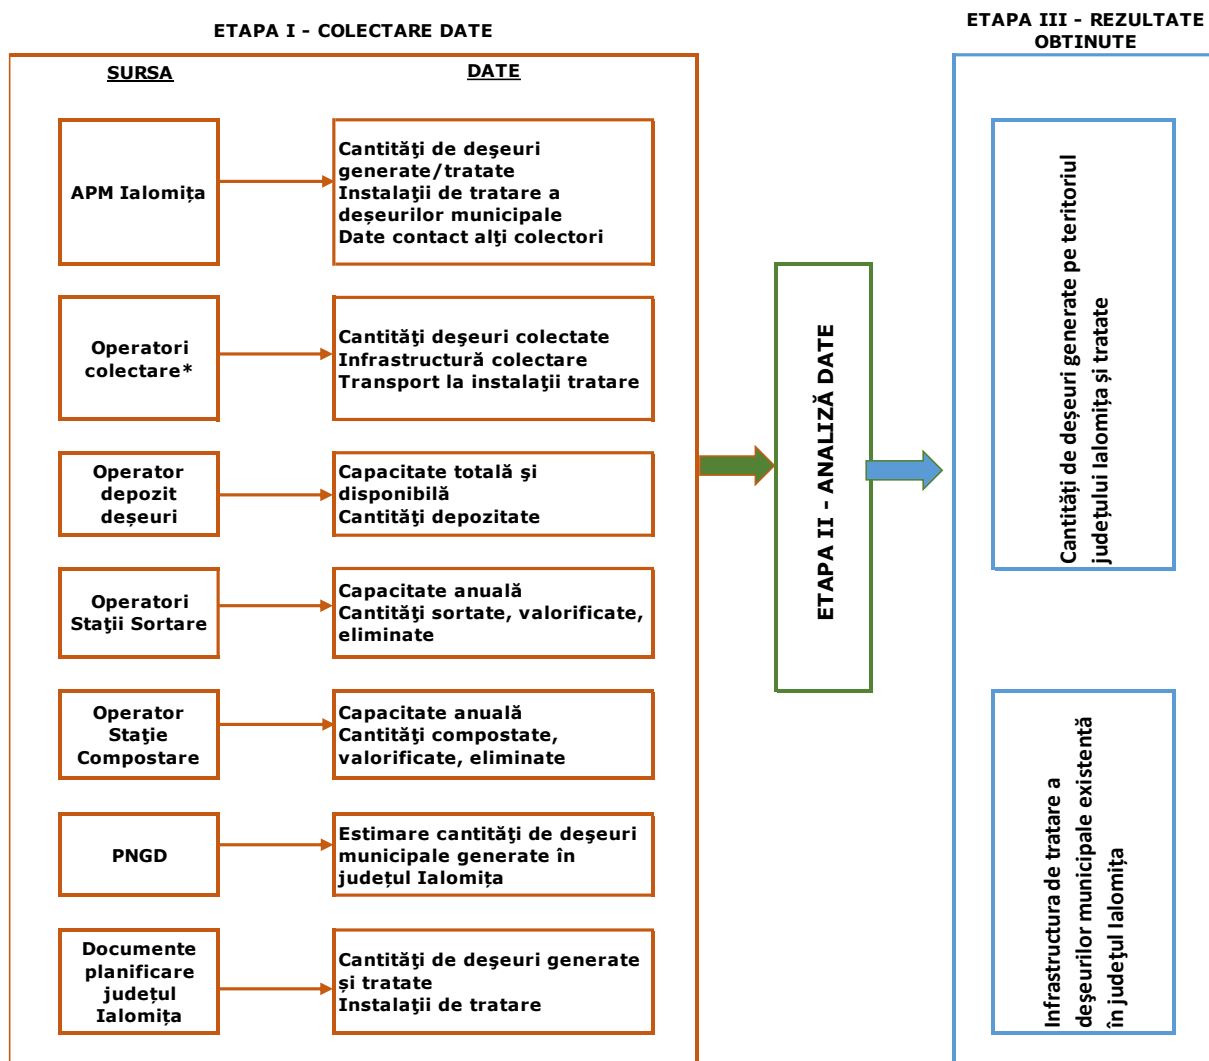 ETAPA I - COLECTARE DATE
SURSA
DATE
APM Ialomița
Cantităţi de deşeuri
generate/tratate
Instalaţii de tratare a
deșeurilor municipale
Date contact alţi colectori
Operatori
colectare*
Cantităţi deşeuri colectate
Infrastructură colectare
Transport la instalaţii tratare
Operator
depozit
deșeuri
Capacitate totală şi
disponibilă
Cantităţi depozitate
Operatori
Staţii Sortare
Capacitate anuală
Cantităţi sortate, valorificate,
eliminate
Operator
Staţie
Compostare
Capacitate anuală
Cantităţi compostate,
valorificate, eliminate
PNGD
Estimare cantităţi de deşeuri
municipale generate în
județul Ialomița
Documente
planificare
județul
Ialomița
Cantităţi de deşeuri generate
și tratate
Instalaţii de tratare
ETAPA II - ANALIZĂ DATE
ETAPA III - REZULTATE
OBTINUTE
Cantități de deșeuri generate pe teritoriul
județului Ialomița și tratate
Infrastructura de tratare a
deşeurilor municipale existentă
în judeţul Ialomița